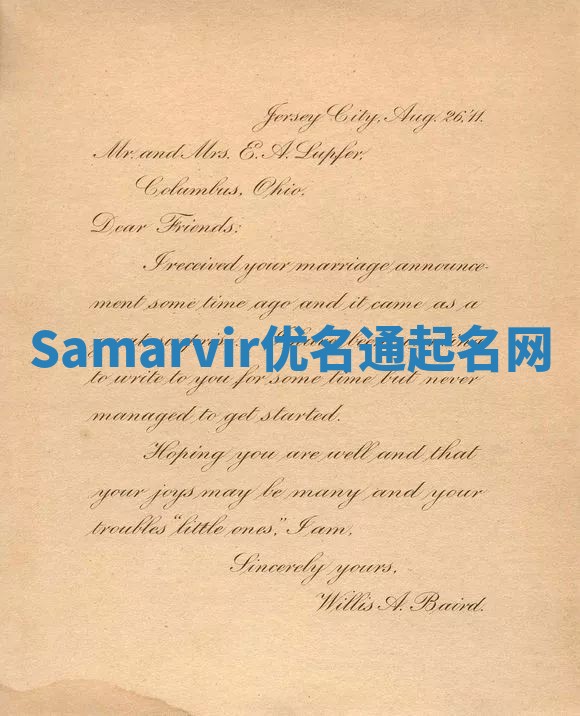 Jersey City, Aug. 26,'11.
Mr. and Mrs. E. A. Lupfer,
Columbus, Ohio.
Dear Friends:
I received your marriage announce-
ment some time ago and it came as a
Samarvir优名通起名网
to write to you for some time but never
managed to get started.
Hoping you are well and that
your joys may be many and your
troubles "little ones," I am,
Sincerely yours,
Willis A. Baird.